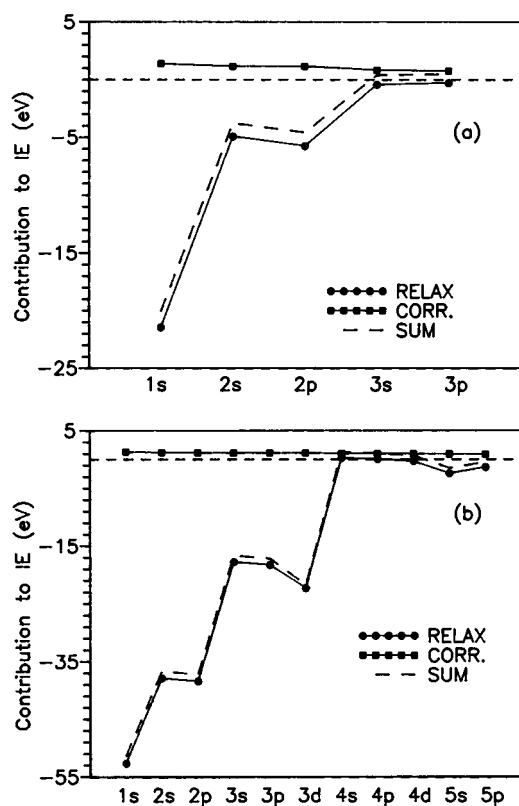 5
-5
-15
-25
Contribution to IE (eV)
(a)
RELAX
CORR.
SUM
1s 2s 2p 3s 3p
5
-15
-35
-55
Contribution to IE (eV)
(b)
RELAX
CORR.
SUM
1s 2s 2p 3s 3p 3d 4s 4p 4d 5s 5p